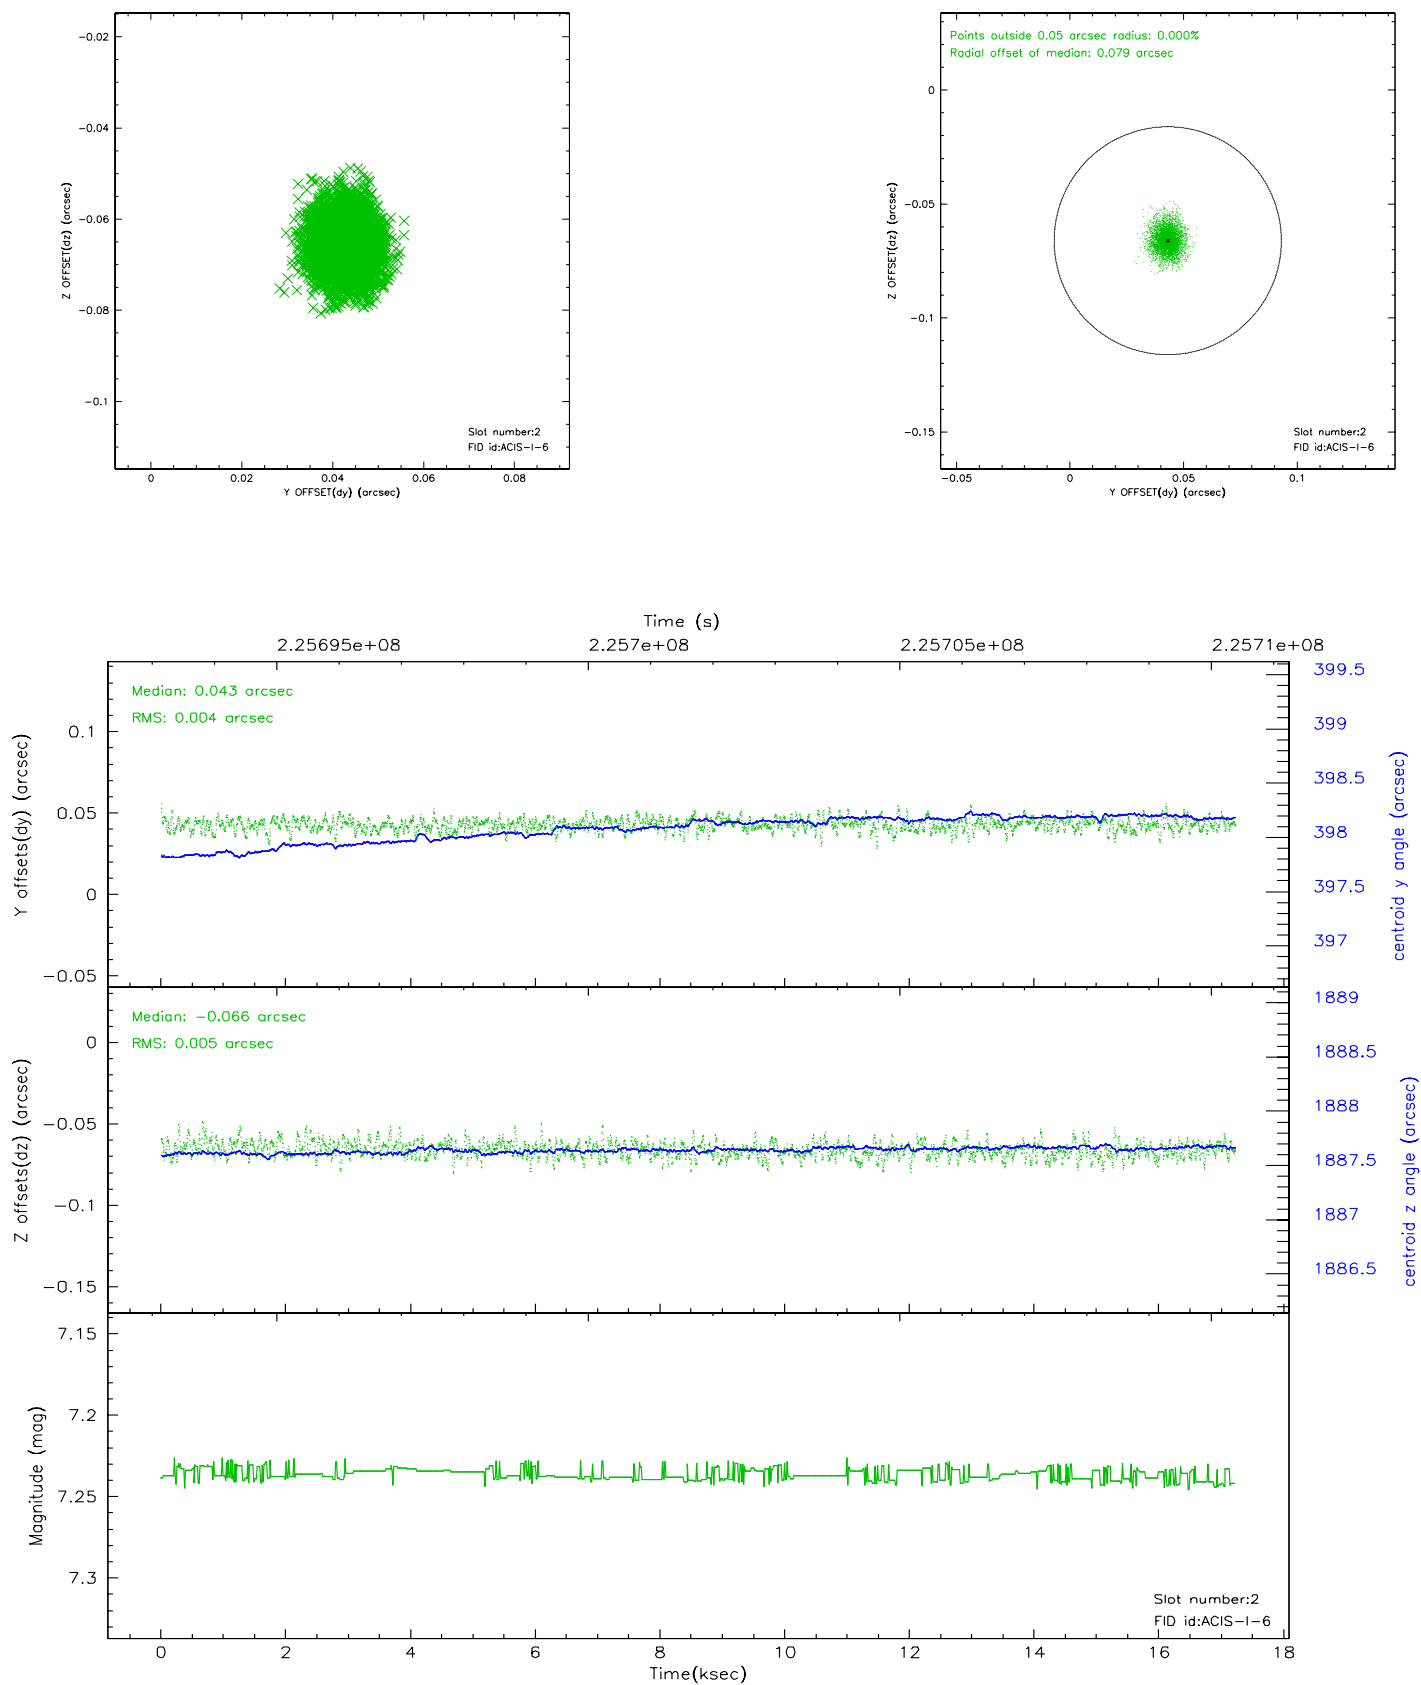 -0.02
-0.04
-0.06
-0.08
-0.1
Z OFFSET(dz) (arcsec)
Slot number:2
FID id:ACIS-I-6
0 0.02 0.04 0.06 0.08
Y OFFSET(dy) (arcsec)
Points outside 0.05 arcsec radius: 0.000%
Radial offset of median: 0.079 arcsec
0
-0.05
-0.1
-0.15
Z OFFSET(dz) (arcsec)
Slot number:2
FID id:ACIS-I-6
-0.05 0 0.05 0.1
Y OFFSET(dy) (arcsec)
Time (s)
2.25695e+08 2.257e+08 2.25705e+08 2.2571e+08
Median: 0.043 arcsec
RMS: 0.004 arcsec
0.1
0.05
0
-0.05
Y offsets(dy) (arcsec)
399.5
399
398.5
398
397.5
397
centroid y angle (arcsec)
Median: -0.066 arcsec
RMS: 0.005 arcsec
0
-0.05
-0.1
-0.15
Z offsets(dz) (arcsec)
1889
1888.5
1888
1887.5
1887
1886.5
centroid z angle (arcsec)
7.15
7.2
7.25
7.3
Magnitude (mag)
Slot number:2
FID id:ACIS-I-6
0 2 4 6 8 10 12 14 16 18
Time(ksec)